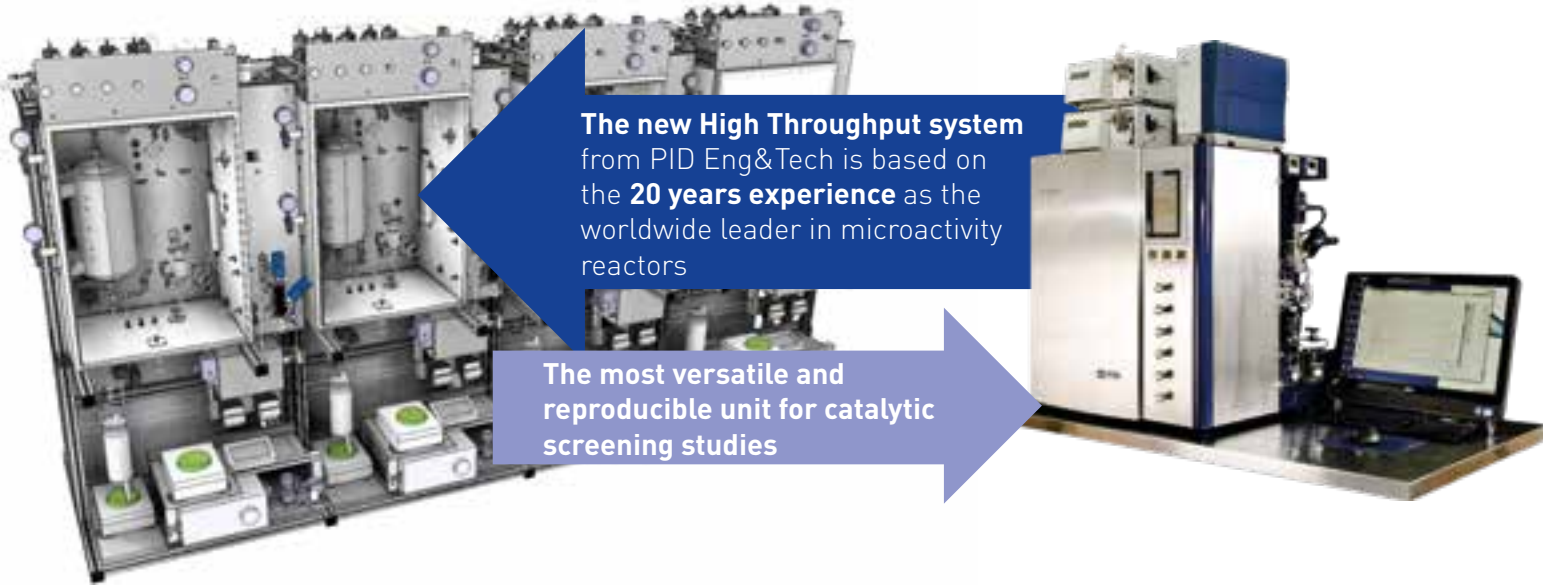 The new High Throughput system
from PID Eng&Tech is based on
the 20 years experience as the
worldwide leader in microactivity
reactors
The most versatile and
reproducible unit for catalytic
screening studies